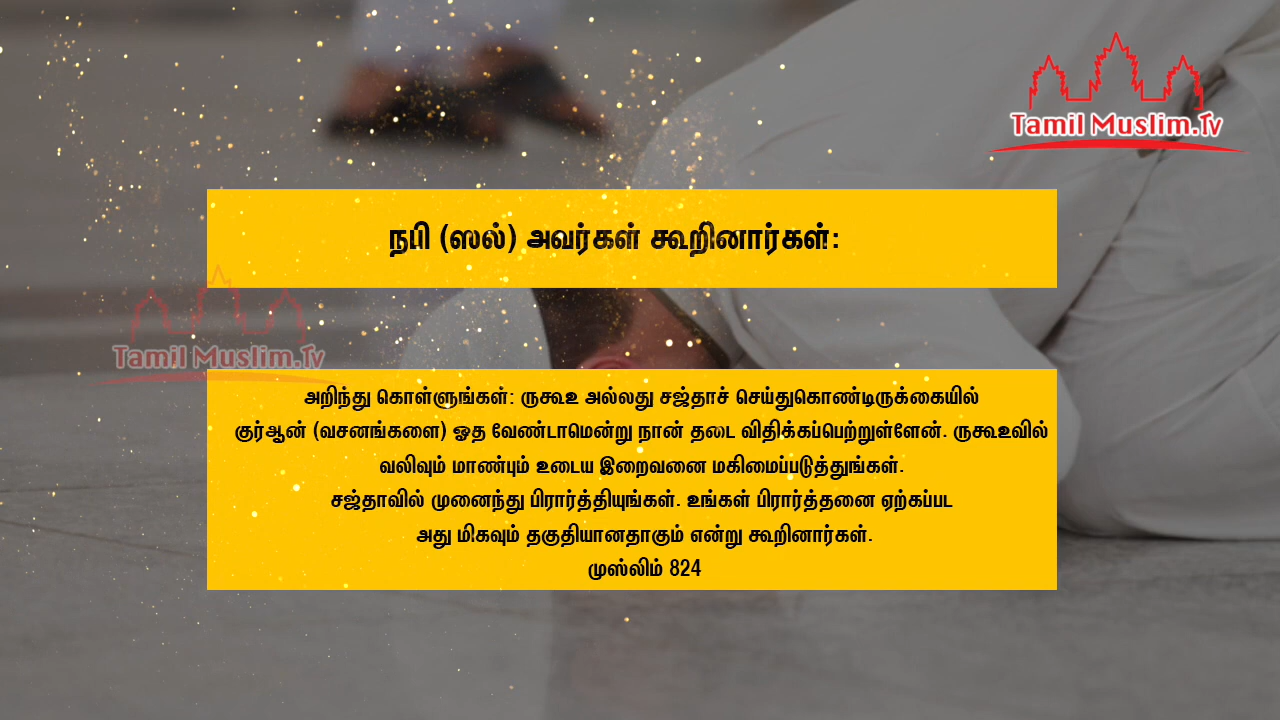 Tamil Muslim.Tv
நபி (ஸல்) அவர்கள் கூறினார்கள்:
Tamil Muslim.Tv
அறிந்து கொள்ளுங்கள்: ருகூஉ அல்லது சஜ்தாச் செய்துகொண்டிருக்கையில்
குர்ஆன் (வசனங்களை) ஓத வேண்டாமென்று நான் தடை விதிக்கப்பெற்றுள்ளேன். ருகூஉவில்
வலிவும் மாண்பும் உடைய இறைவனை மகிமைப்படுத்துங்கள்.
சஜ்தாவில் முனைந்து பிரார்த்தியுங்கள். உங்கள் பிரார்த்தனை ஏற்கப்பட
அது மிகவும் தகுதியானதாகும் என்று கூறினார்கள்.
முஸ்லிம் 824